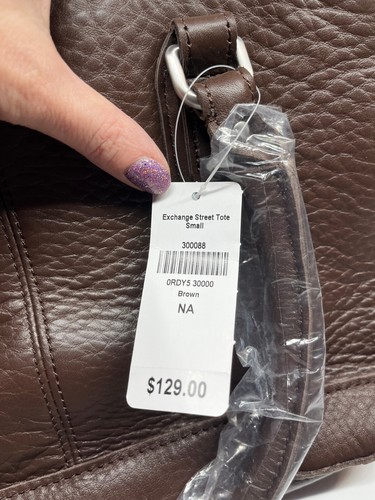 Exchange Street Tote
Small
300088
0RDY5 30000
Brown
NA
$129.00